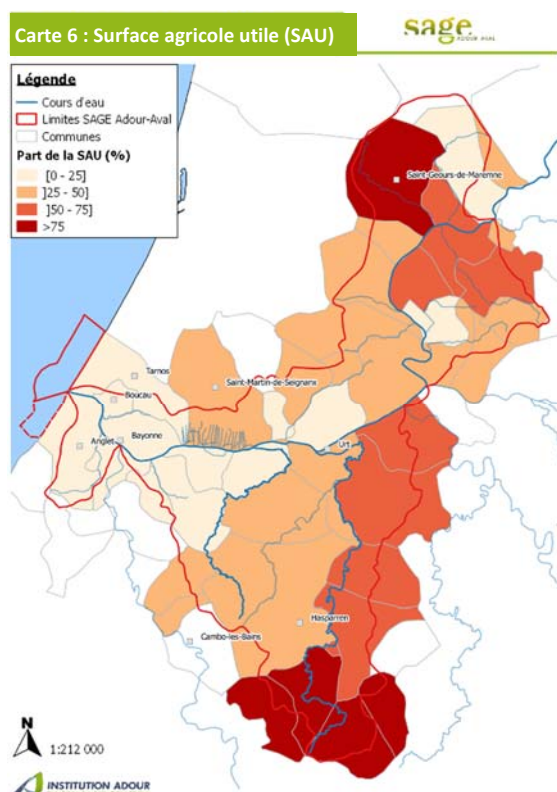 Carte 6 : Surface agricole utile (SAU)
sage
ADOUR AVAL
Légende
Cours d'eau
Limites SAGE Adour-Aval
Communes
Part de la SAU (%)
[0 - 25]
]25 - 50]
]50 - 75]
>75
Saint-Geours-de-Maremne
Tarnos
Saint-Martin-de-Seignanx
Boucau
Anglet
Bayonne
Urt
Hasparren
Cambo-les-Bains
N
1:212 000
INSTITUTION ADOUR